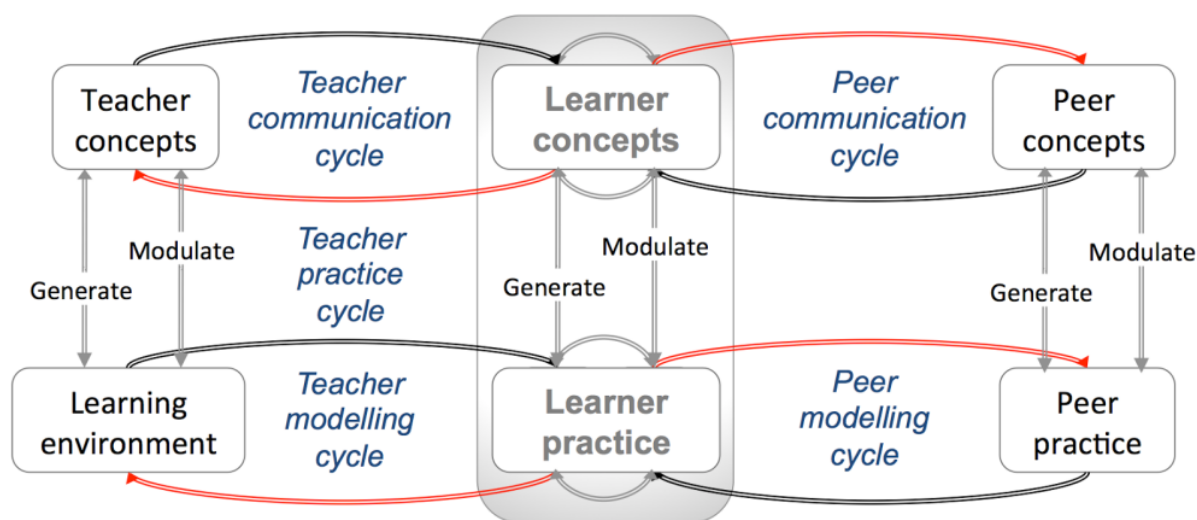 Teacher
concepts
Teacher
communication
cycle
Learner
concepts
Peer
communication
cycle
Peer
concepts
Generate
Modulate
Teacher
practice
cycle
Generate
Modulate
Generate
Modulate
Learning
environment
Teacher
modelling
cycle
Learner
practice
Peer
modelling
cycle
Peer
practice